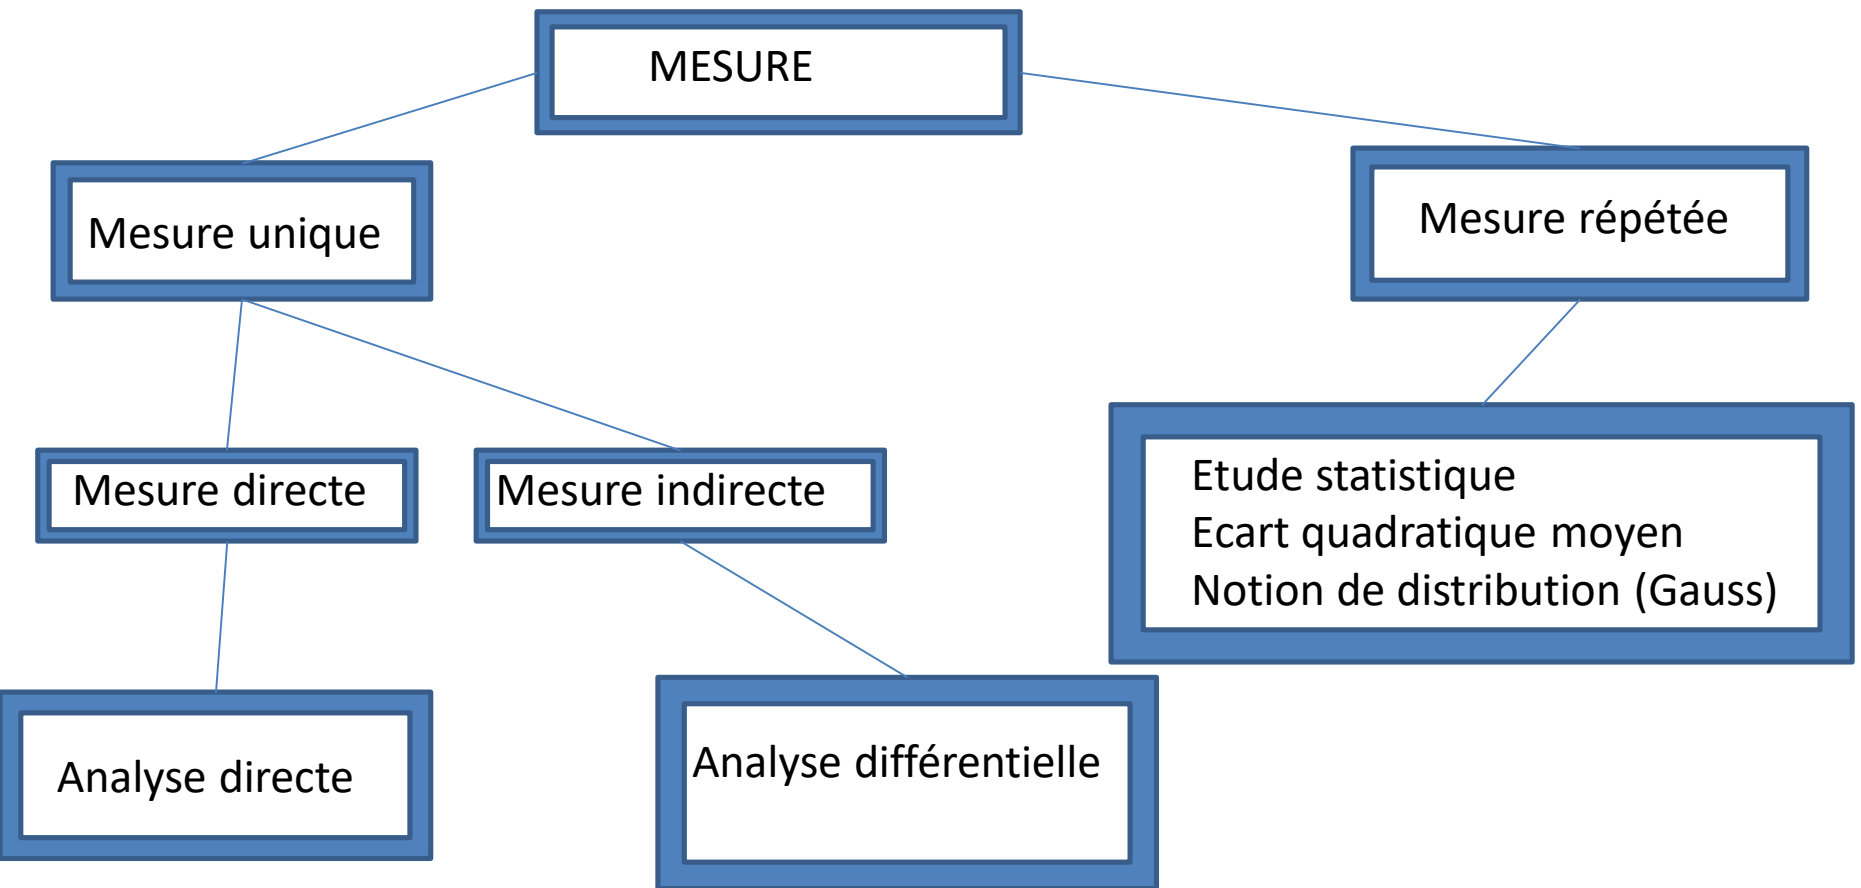 MESURE
Mesure unique
Mesure répétée
Mesure directe
Mesure indirecte
Etude statistique
Ecart quadratique moyen
Notion de distribution (Gauss)
Analyse directe
Analyse différentielle